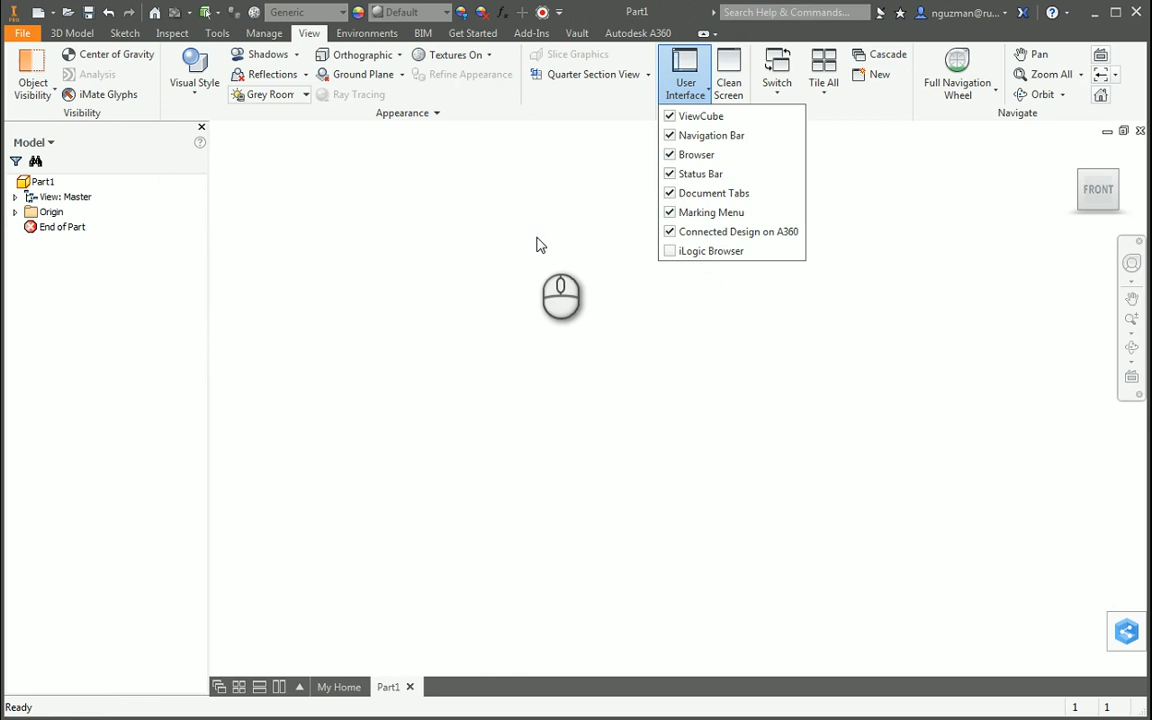 Generic
Default
Part1
Search Help & Commands...
nguzman@ru...
File
3D Model
Sketch
Inspect
Tools
Manage
View
Environments
BIM
Get Started
Add-Ins
Vault
Autodesk A360
Object
Visibility
Center of Gravity
Analysis
iMate Glyphs
Visibility
Visual Style
Shadows
Reflections
Grey Room
Orthographic
Ground Plane
Ray Tracing
Textures On
Refine Appearance
Appearance
Slice Graphics
Quarter Section View
User
Interface
Clean
Screen
Switch
Tile All
Cascade
New
Full Navigation
Wheel
Pan
Zoom All
Orbit
Navigate
ViewCube
Navigation Bar
Browser
Status Bar
Document Tabs
Marking Menu
Connected Design on A360
iLogic Browser
Model
Part1
View: Master
Origin
End of Part
FRONT
My Home
Part1
Ready
1
1